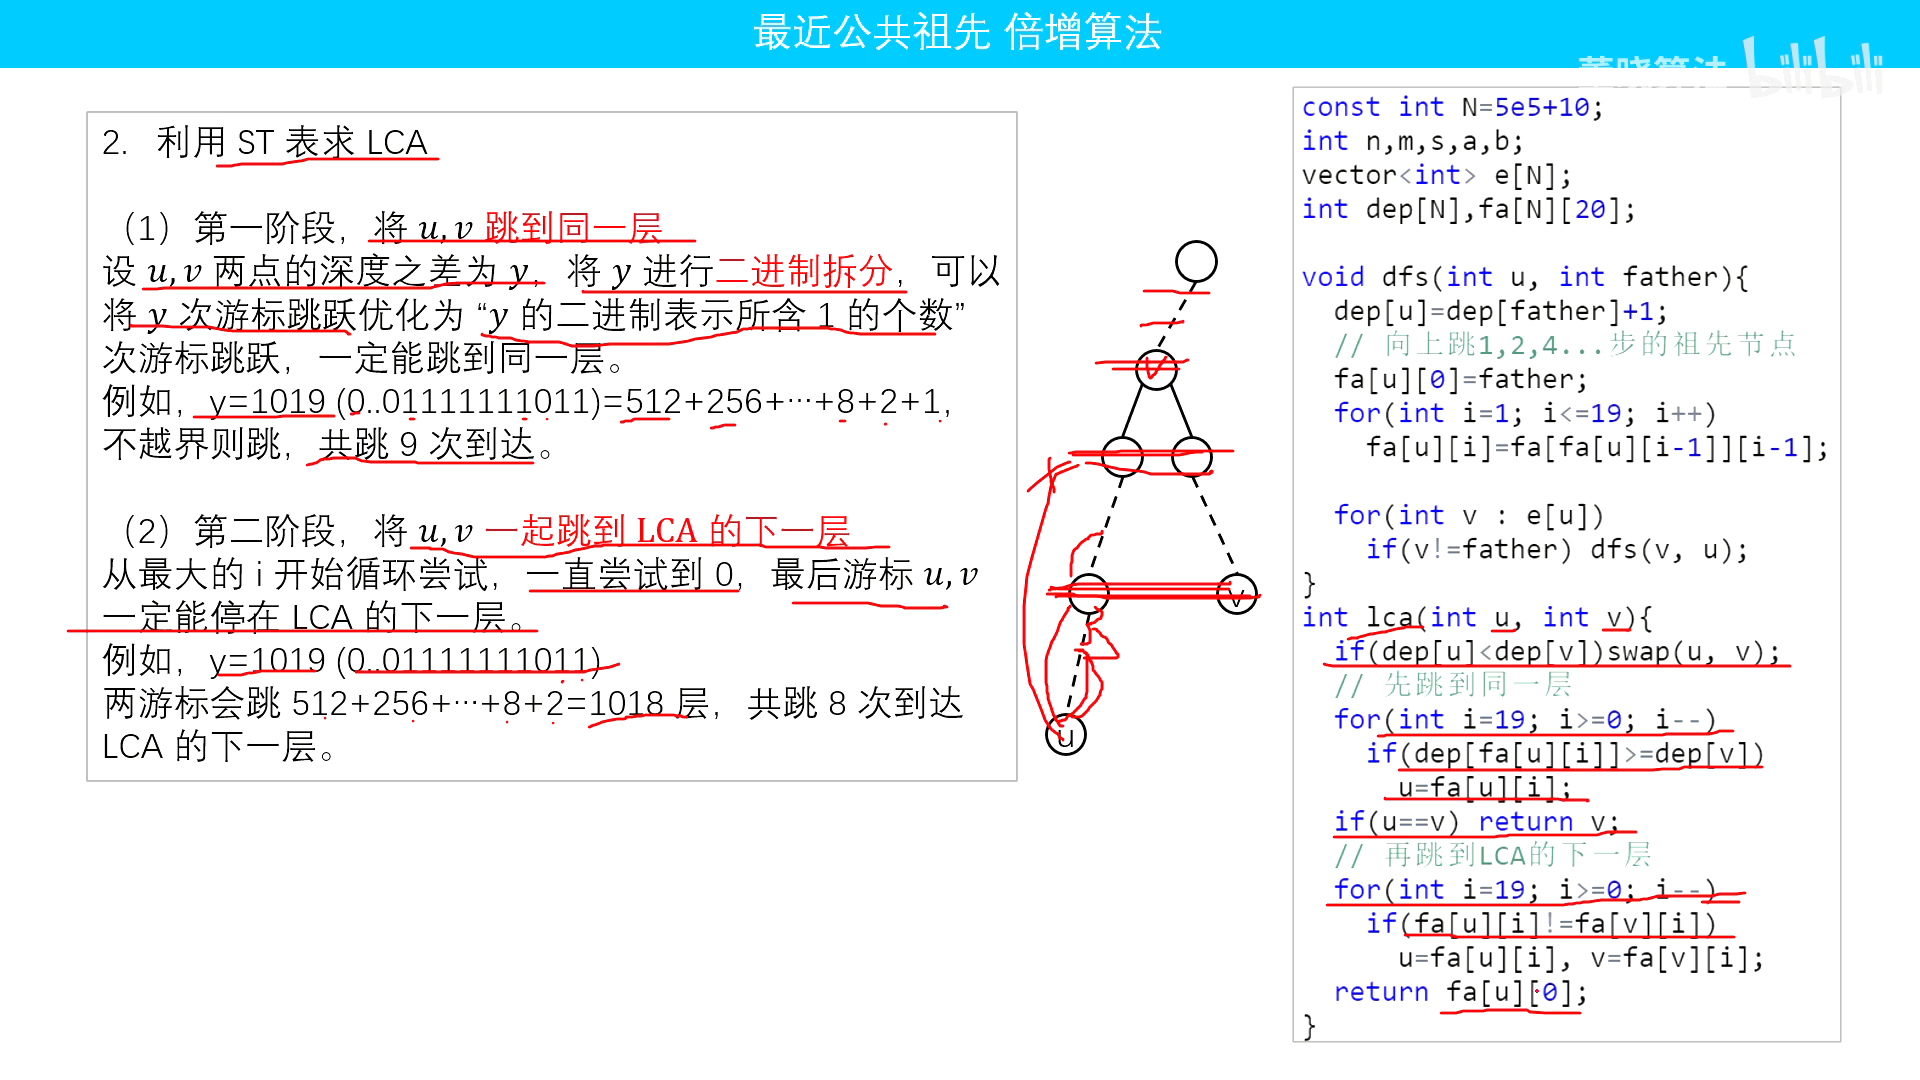 最近公共祖先 倍增算法
董晓算法 bilibili
2. 利用 ST 表求 LCA
（1）第一阶段，将 u, v 跳到同一层
设 u, v 两点的深度之差为 y，将 y 进行二进制拆分，可以
将 y 次游标跳跃优化为 “y 的二进制表示所含 1 的个数”
次游标跳跃，一定能跳到同一层。
例如，y=1019 (0..01111111011)=512+256+···+8+2+1,
不越界则跳，共跳 9 次到达。
（2）第二阶段，将 u, v 一起跳到 LCA 的下一层
从最大的 i 开始循环尝试，一直尝试到 0，最后游标 u, v
一定能停在 LCA 的下一层。
例如，y=1019 (0..01111111011)
两游标会跳 512+256+···+8+2=1018 层，共跳 8 次到达
LCA 的下一层。
v
u
const int N=5e5+10;
int n,m,s,a,b;
vector<int> e[N];
int dep[N],fa[N][20];
void dfs(int u, int father){
dep[u]=dep[father]+1;
// 向上跳1,2,4...步的祖先节点
fa[u][0]=father;
for(int i=1; i<=19; i++)
fa[u][i]=fa[fa[u][i-1]][i-1];
for(int v : e[u])
if(v!=father) dfs(v, u);
}
int lca(int u, int v){
if(dep[u]<dep[v])swap(u, v);
// 先跳到同一层
for(int i=19; i>=0; i--)
if(dep[fa[u][i]]>=dep[v])
u=fa[u][i];
if(u==v) return v;
// 再跳到LCA的下一层
for(int i=19; i>=0; i--)
if(fa[u][i]!=fa[v][i])
u=fa[u][i], v=fa[v][i];
return fa[u][0];
}